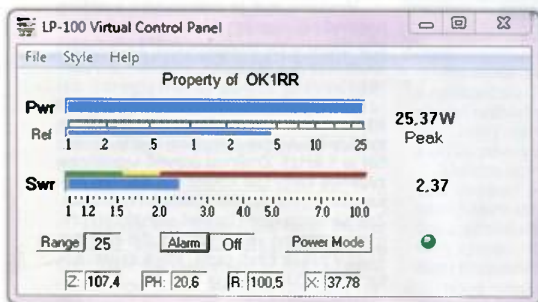 LP-100 Virtual Control Panel
File Style Help
Property of OK1RR
Pwr
25,37W
Peak
Ref
.1 .2 .5 1 2 5 10 25
Swr
2,37
1 1.2 1.5 2.0 3.0 4.0 5.0 7.0 10.0
Range 25 Alarm Off Power Mode
Z: 107,4 PH: 20,6 R: 100,5 X: 37,78